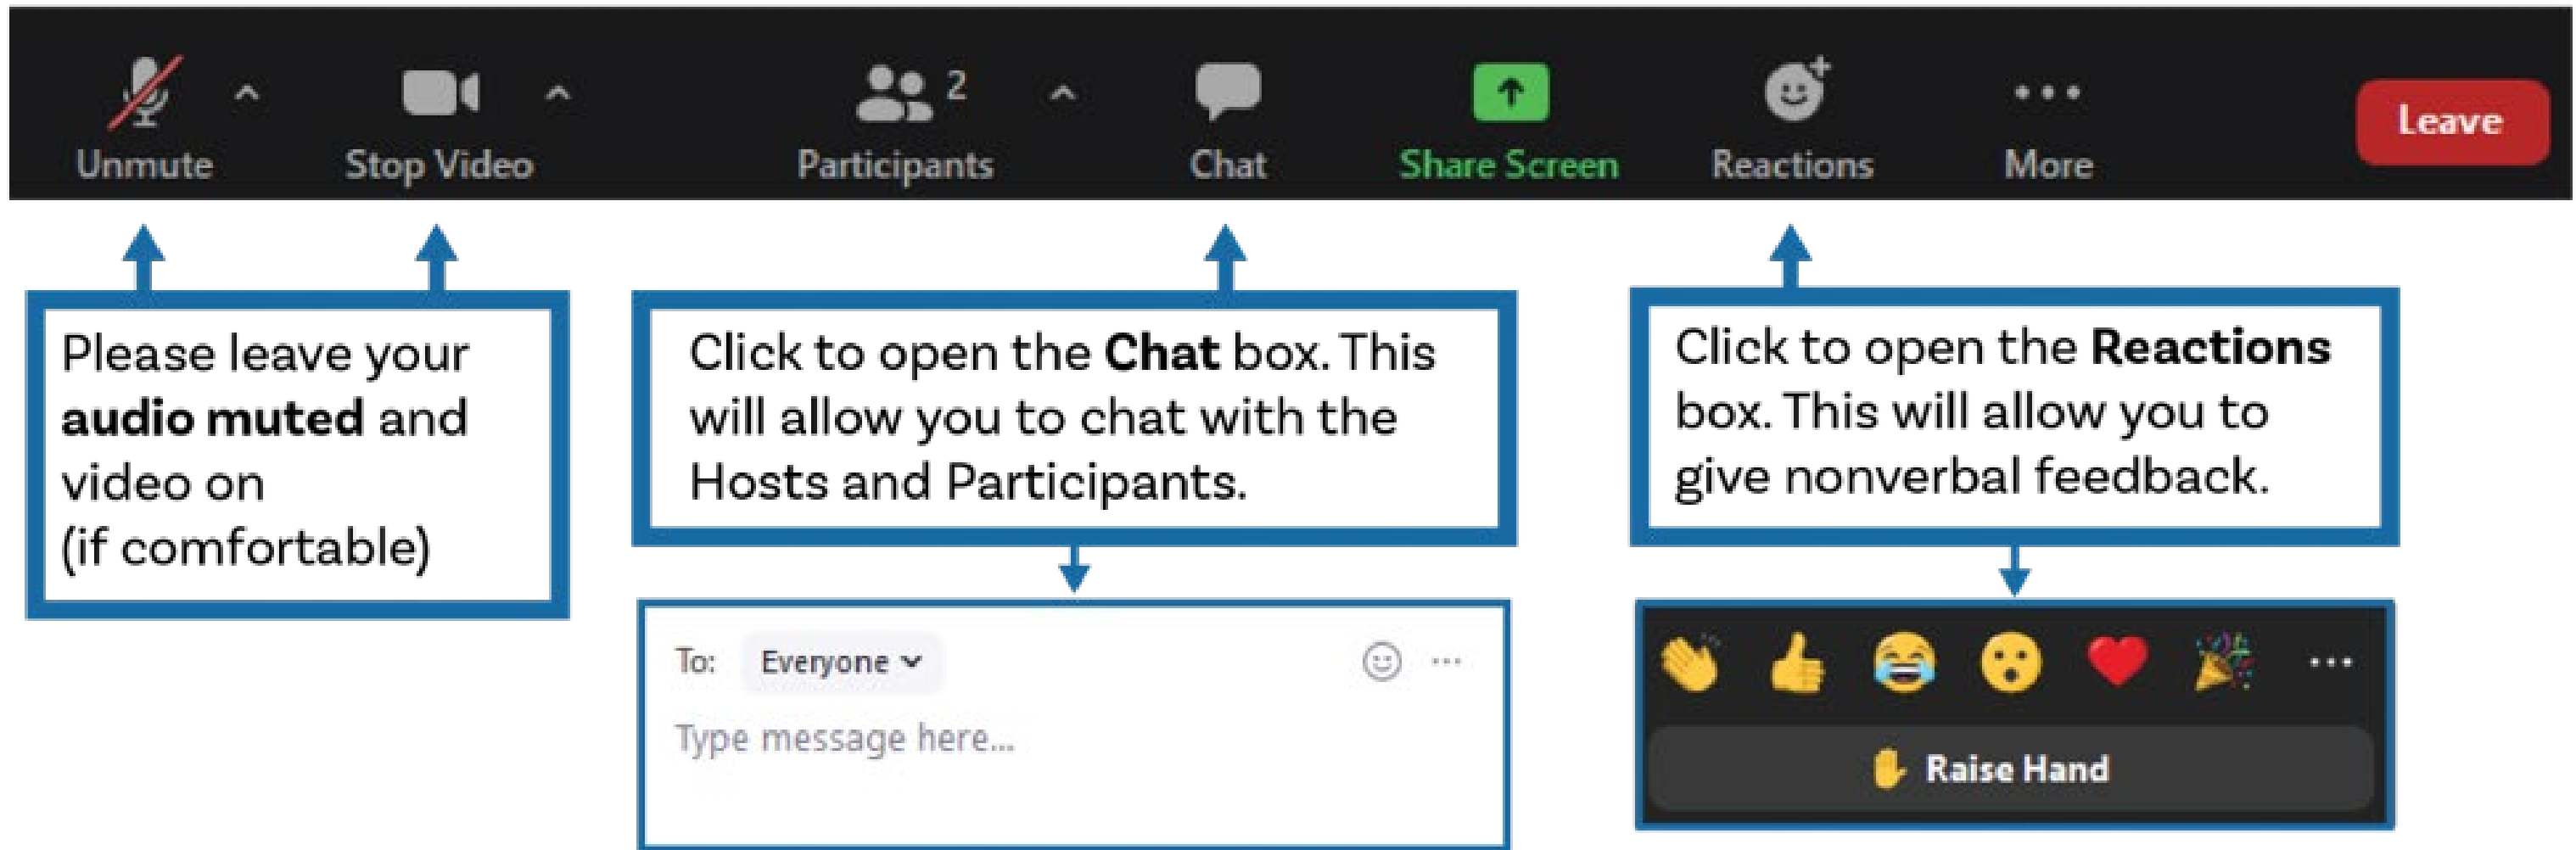 2
Unmute
Stop Video
Participants
Chat
Share Screen
Reactions
More
Leave
Please leave your
audio muted and
video on
(if comfortable)
Click to open the Chat box. This
will allow you to chat with the
Hosts and Participants.
Click to open the Reactions
box. This will allow you to
give nonverbal feedback.
To: Everyone
Type message here...
Raise Hand